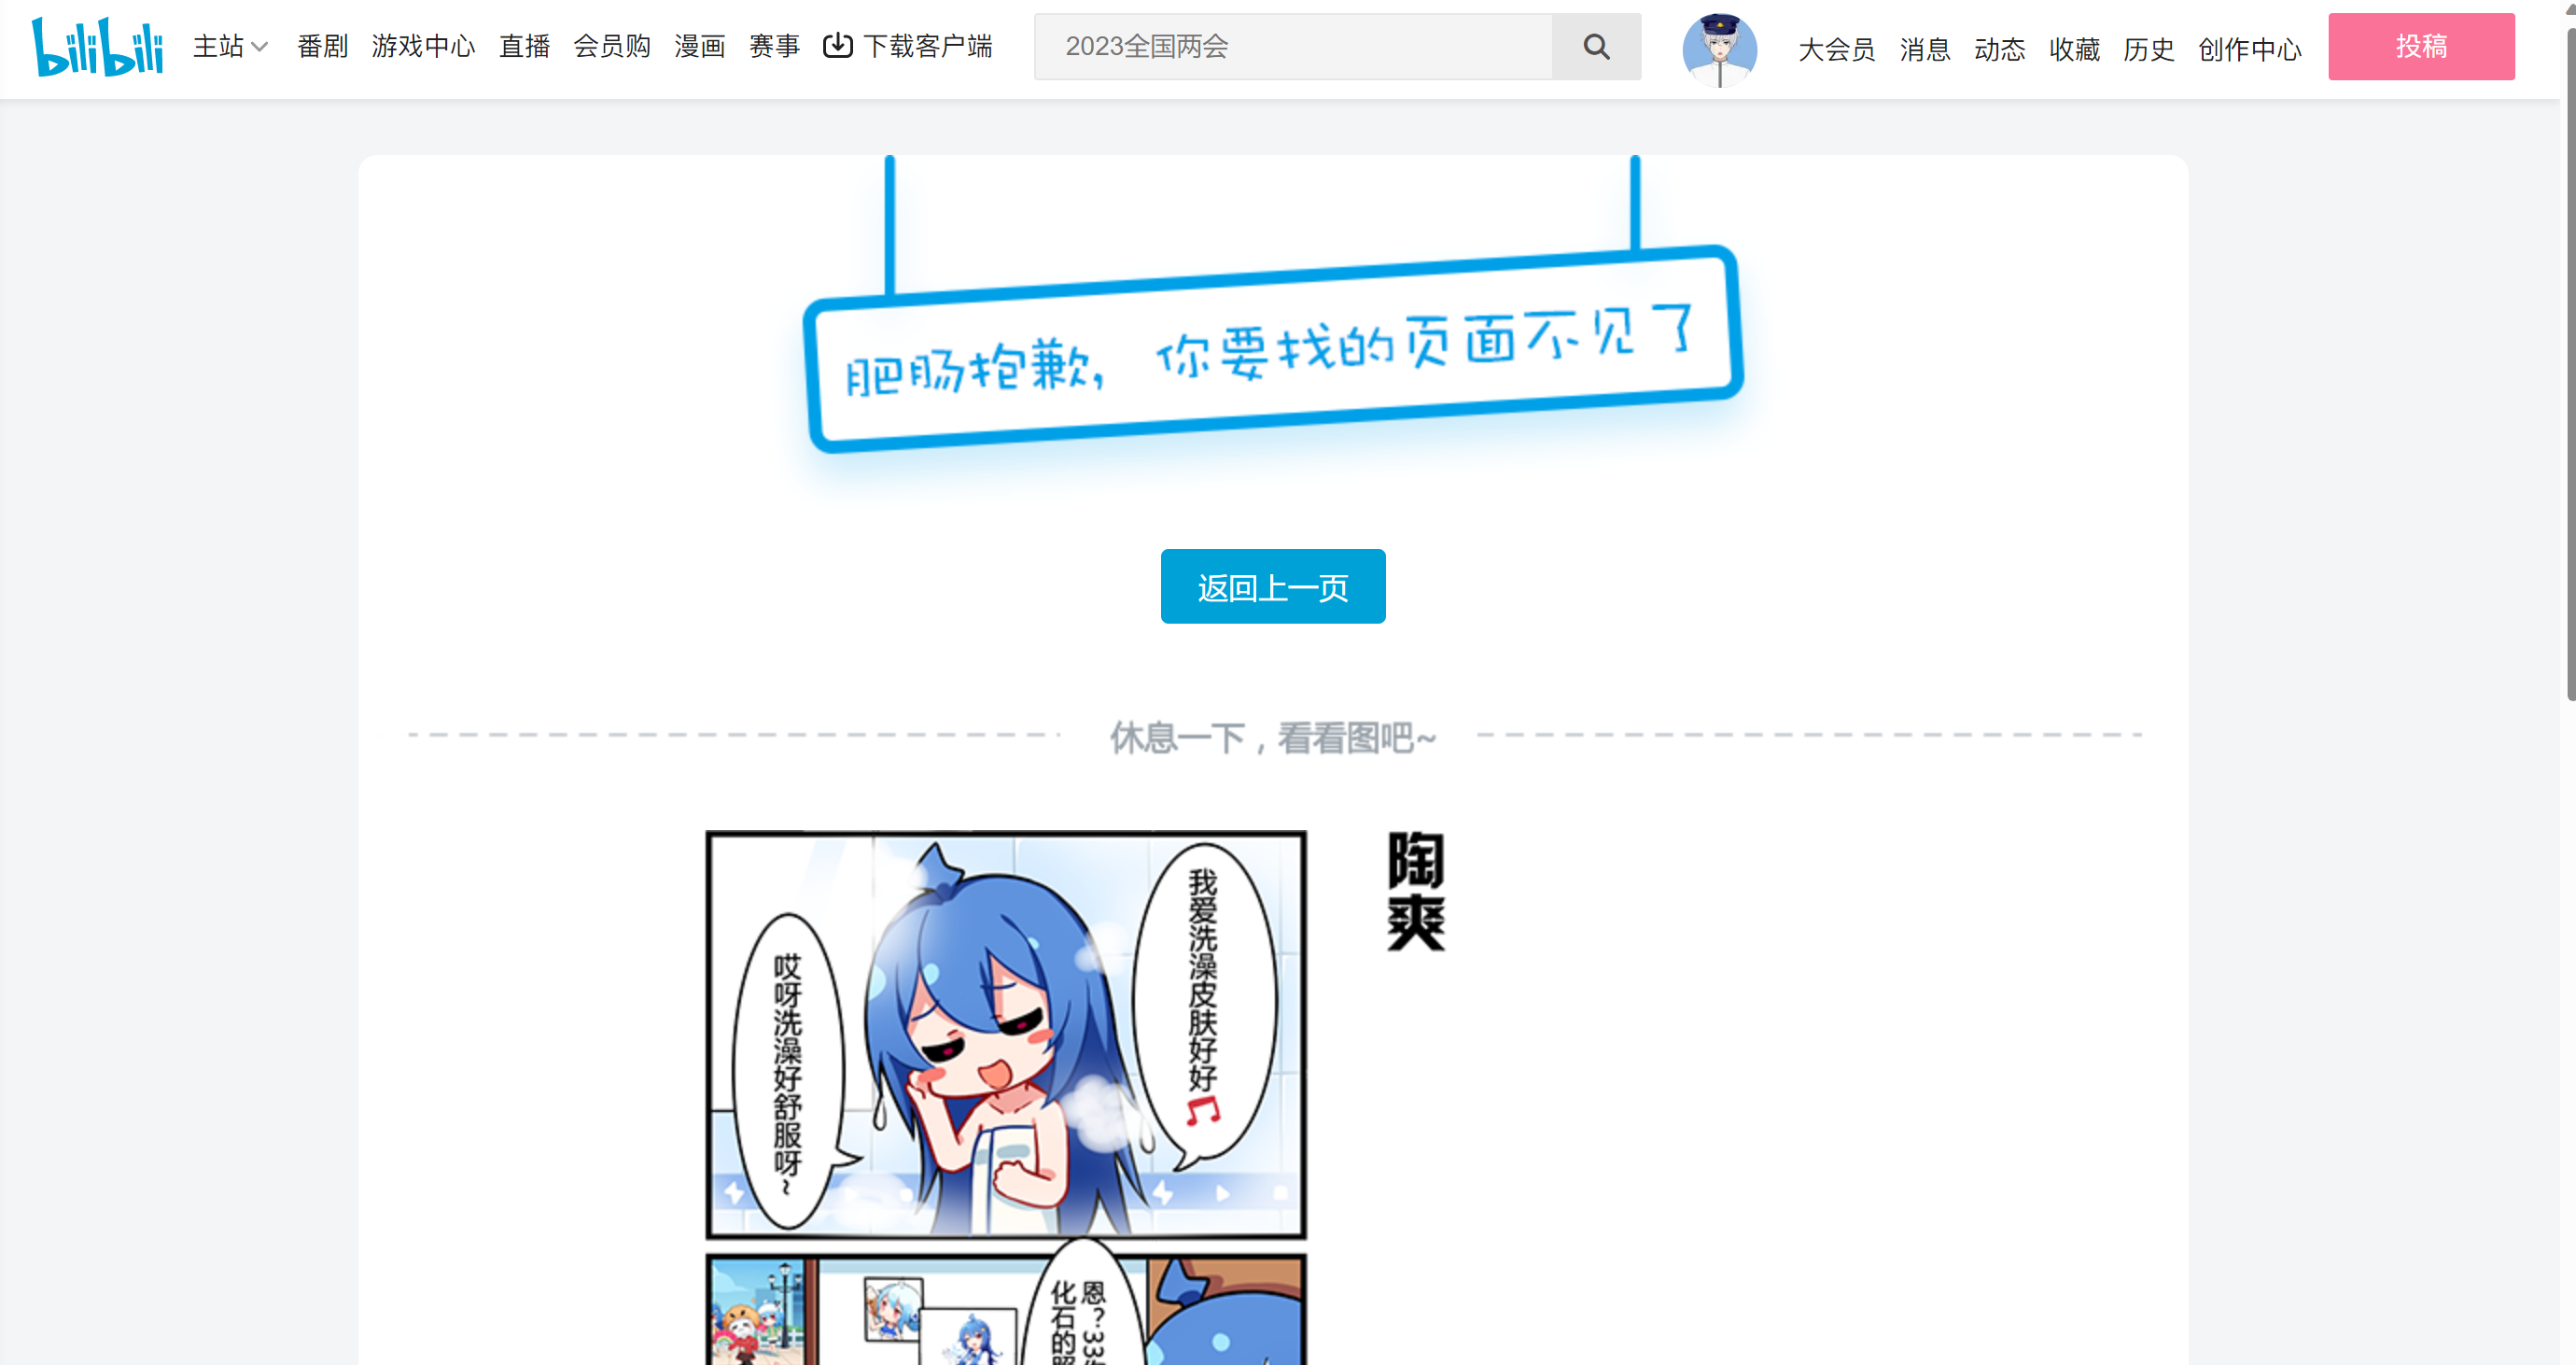 bilibili
主站
番剧
游戏中心
直播
会员购
漫画
赛事
下载客户端
2023全国两会
大会员
消息
动态
收藏
历史
创作中心
投稿
肥肠抱歉，你要找的页面不见了
返回上一页
休息一下，看看图吧~
陶爽
我爱洗澡皮肤好好
哎呀洗澡好舒服呀~
恩？33
化石的